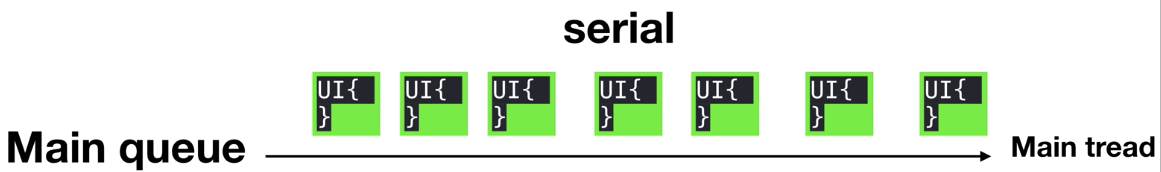 serial
UI{ UI{ UI{ UI{ UI{ UI{ UI{
} } } } } } }
Main queue Main tread